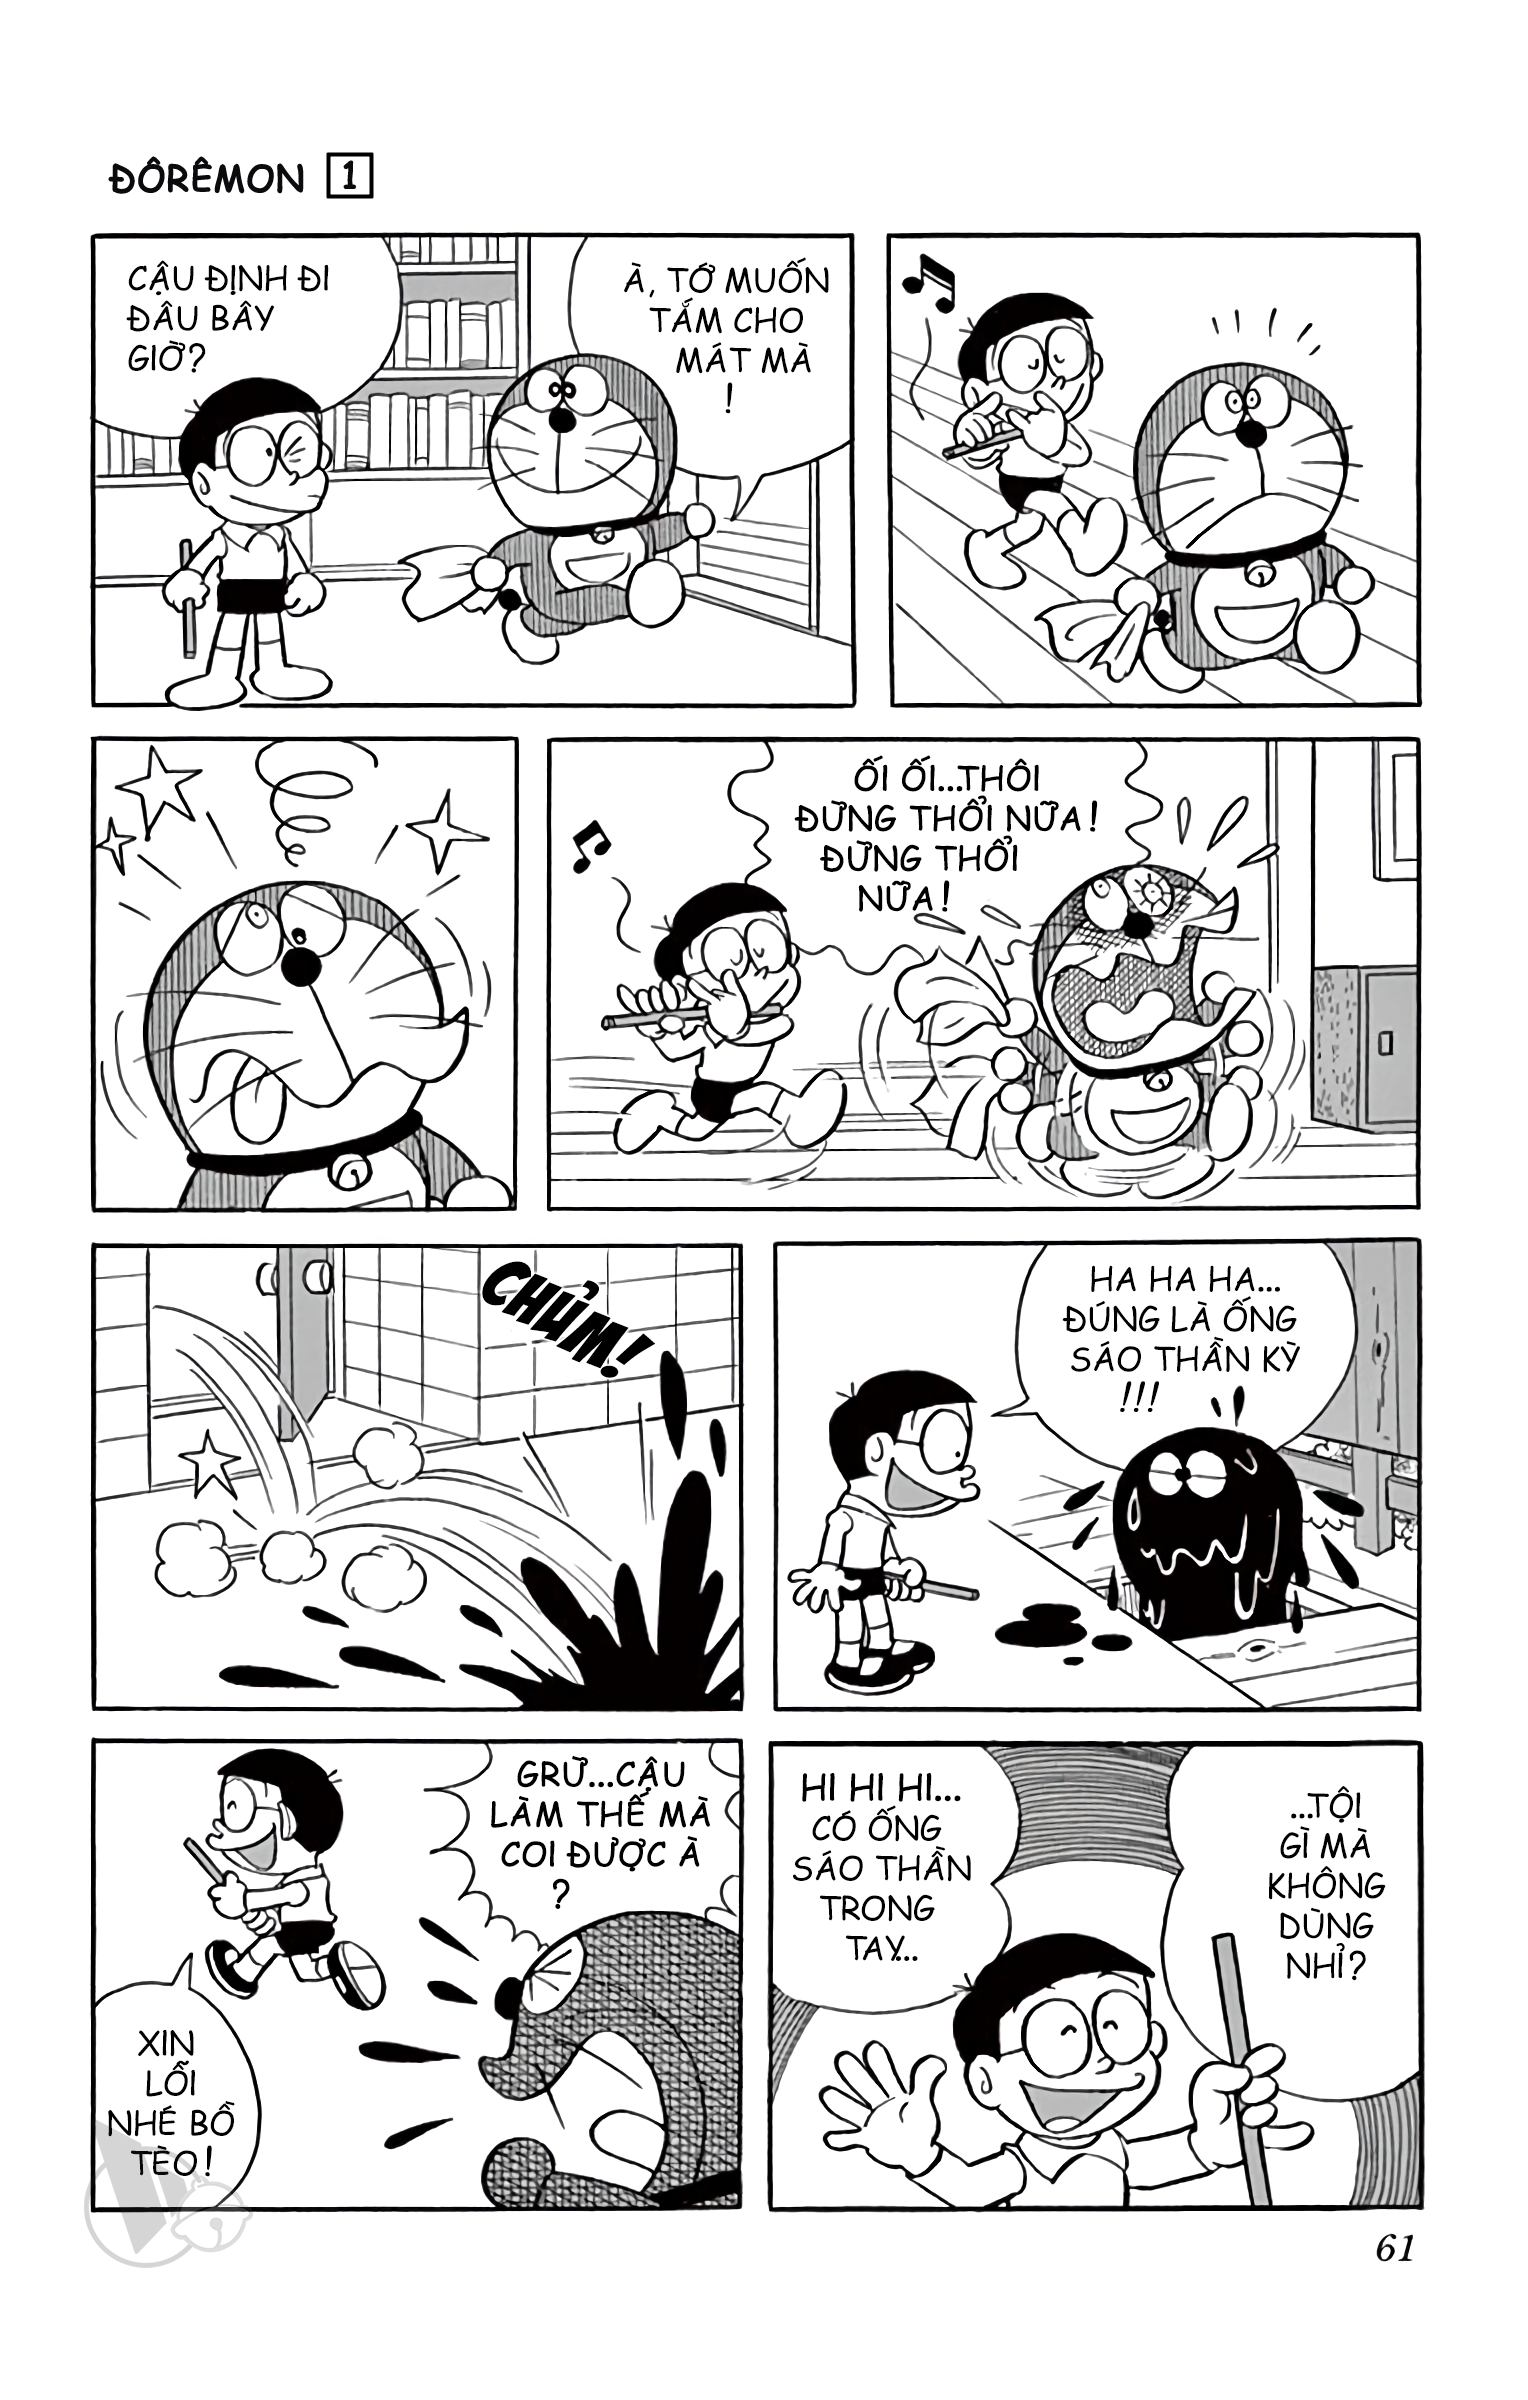 ĐÔRÊMON 1
CẬU ĐỊNH ĐI
ĐÂU BÂY
GIỜ?
À, TỚ MUỐN
TẮM CHO
MÁT MÀ
!
ỐI ỐI...THÔI
ĐỪNG THỔI NỮA!
ĐỪNG THỔI
NỮA!
CHỦM!
HA HA HA...
ĐÚNG LÀ ỐNG
SÁO THẦN KỲ
!!!
GRỪ...CẬU
LÀM THẾ MÀ
COI ĐƯỢC À
?
XIN
LỖI
NHÉ BỒ
TÈO!
HI HI HI...
CÓ ỐNG
SÁO THẦN
TRONG
TAY...
...TỘI
GÌ MÀ
KHÔNG
DÙNG
NHỈ?
61